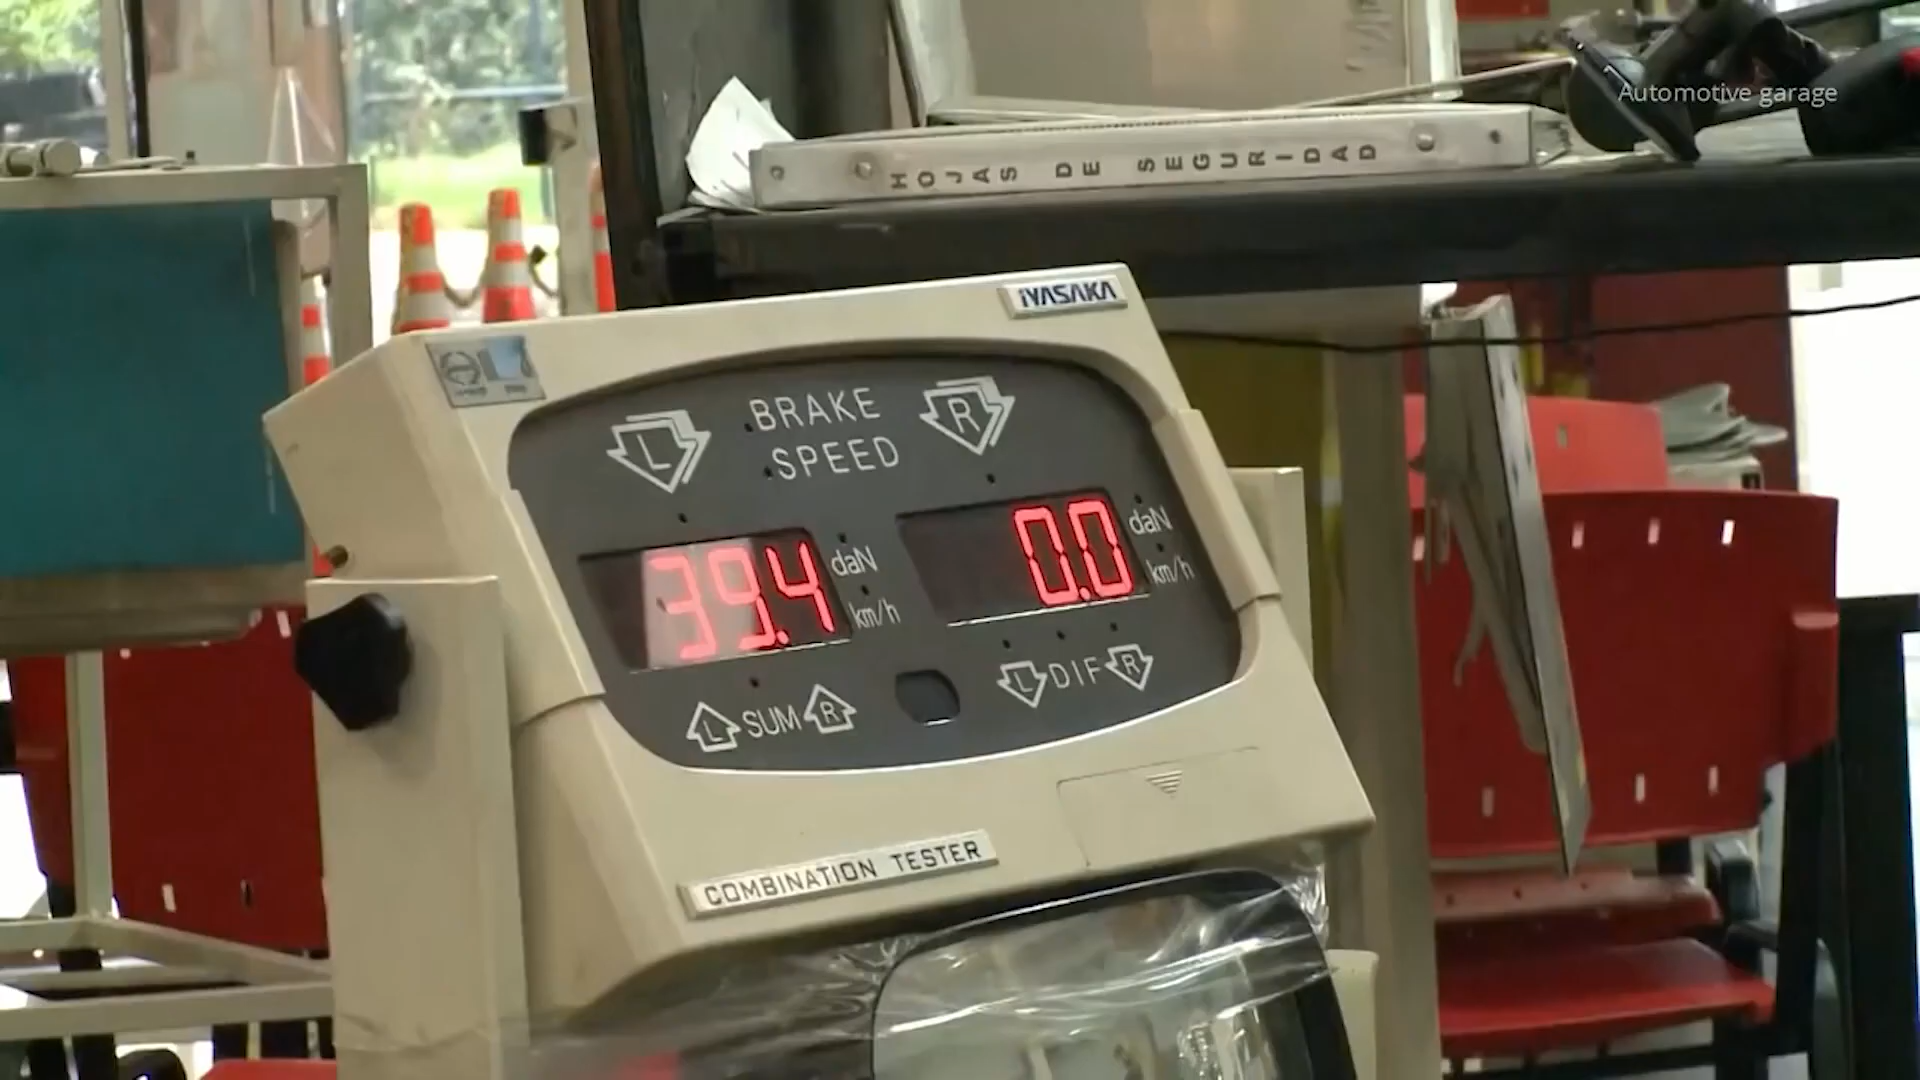 Automotive garage
HOJAS DE SEGURIDAD
iYASAKA
L BRAKE R
SPEED
39.4 daN
km/h
0.0 daN
km/h
L SUM R
L DIF R
COMBINATION TESTER